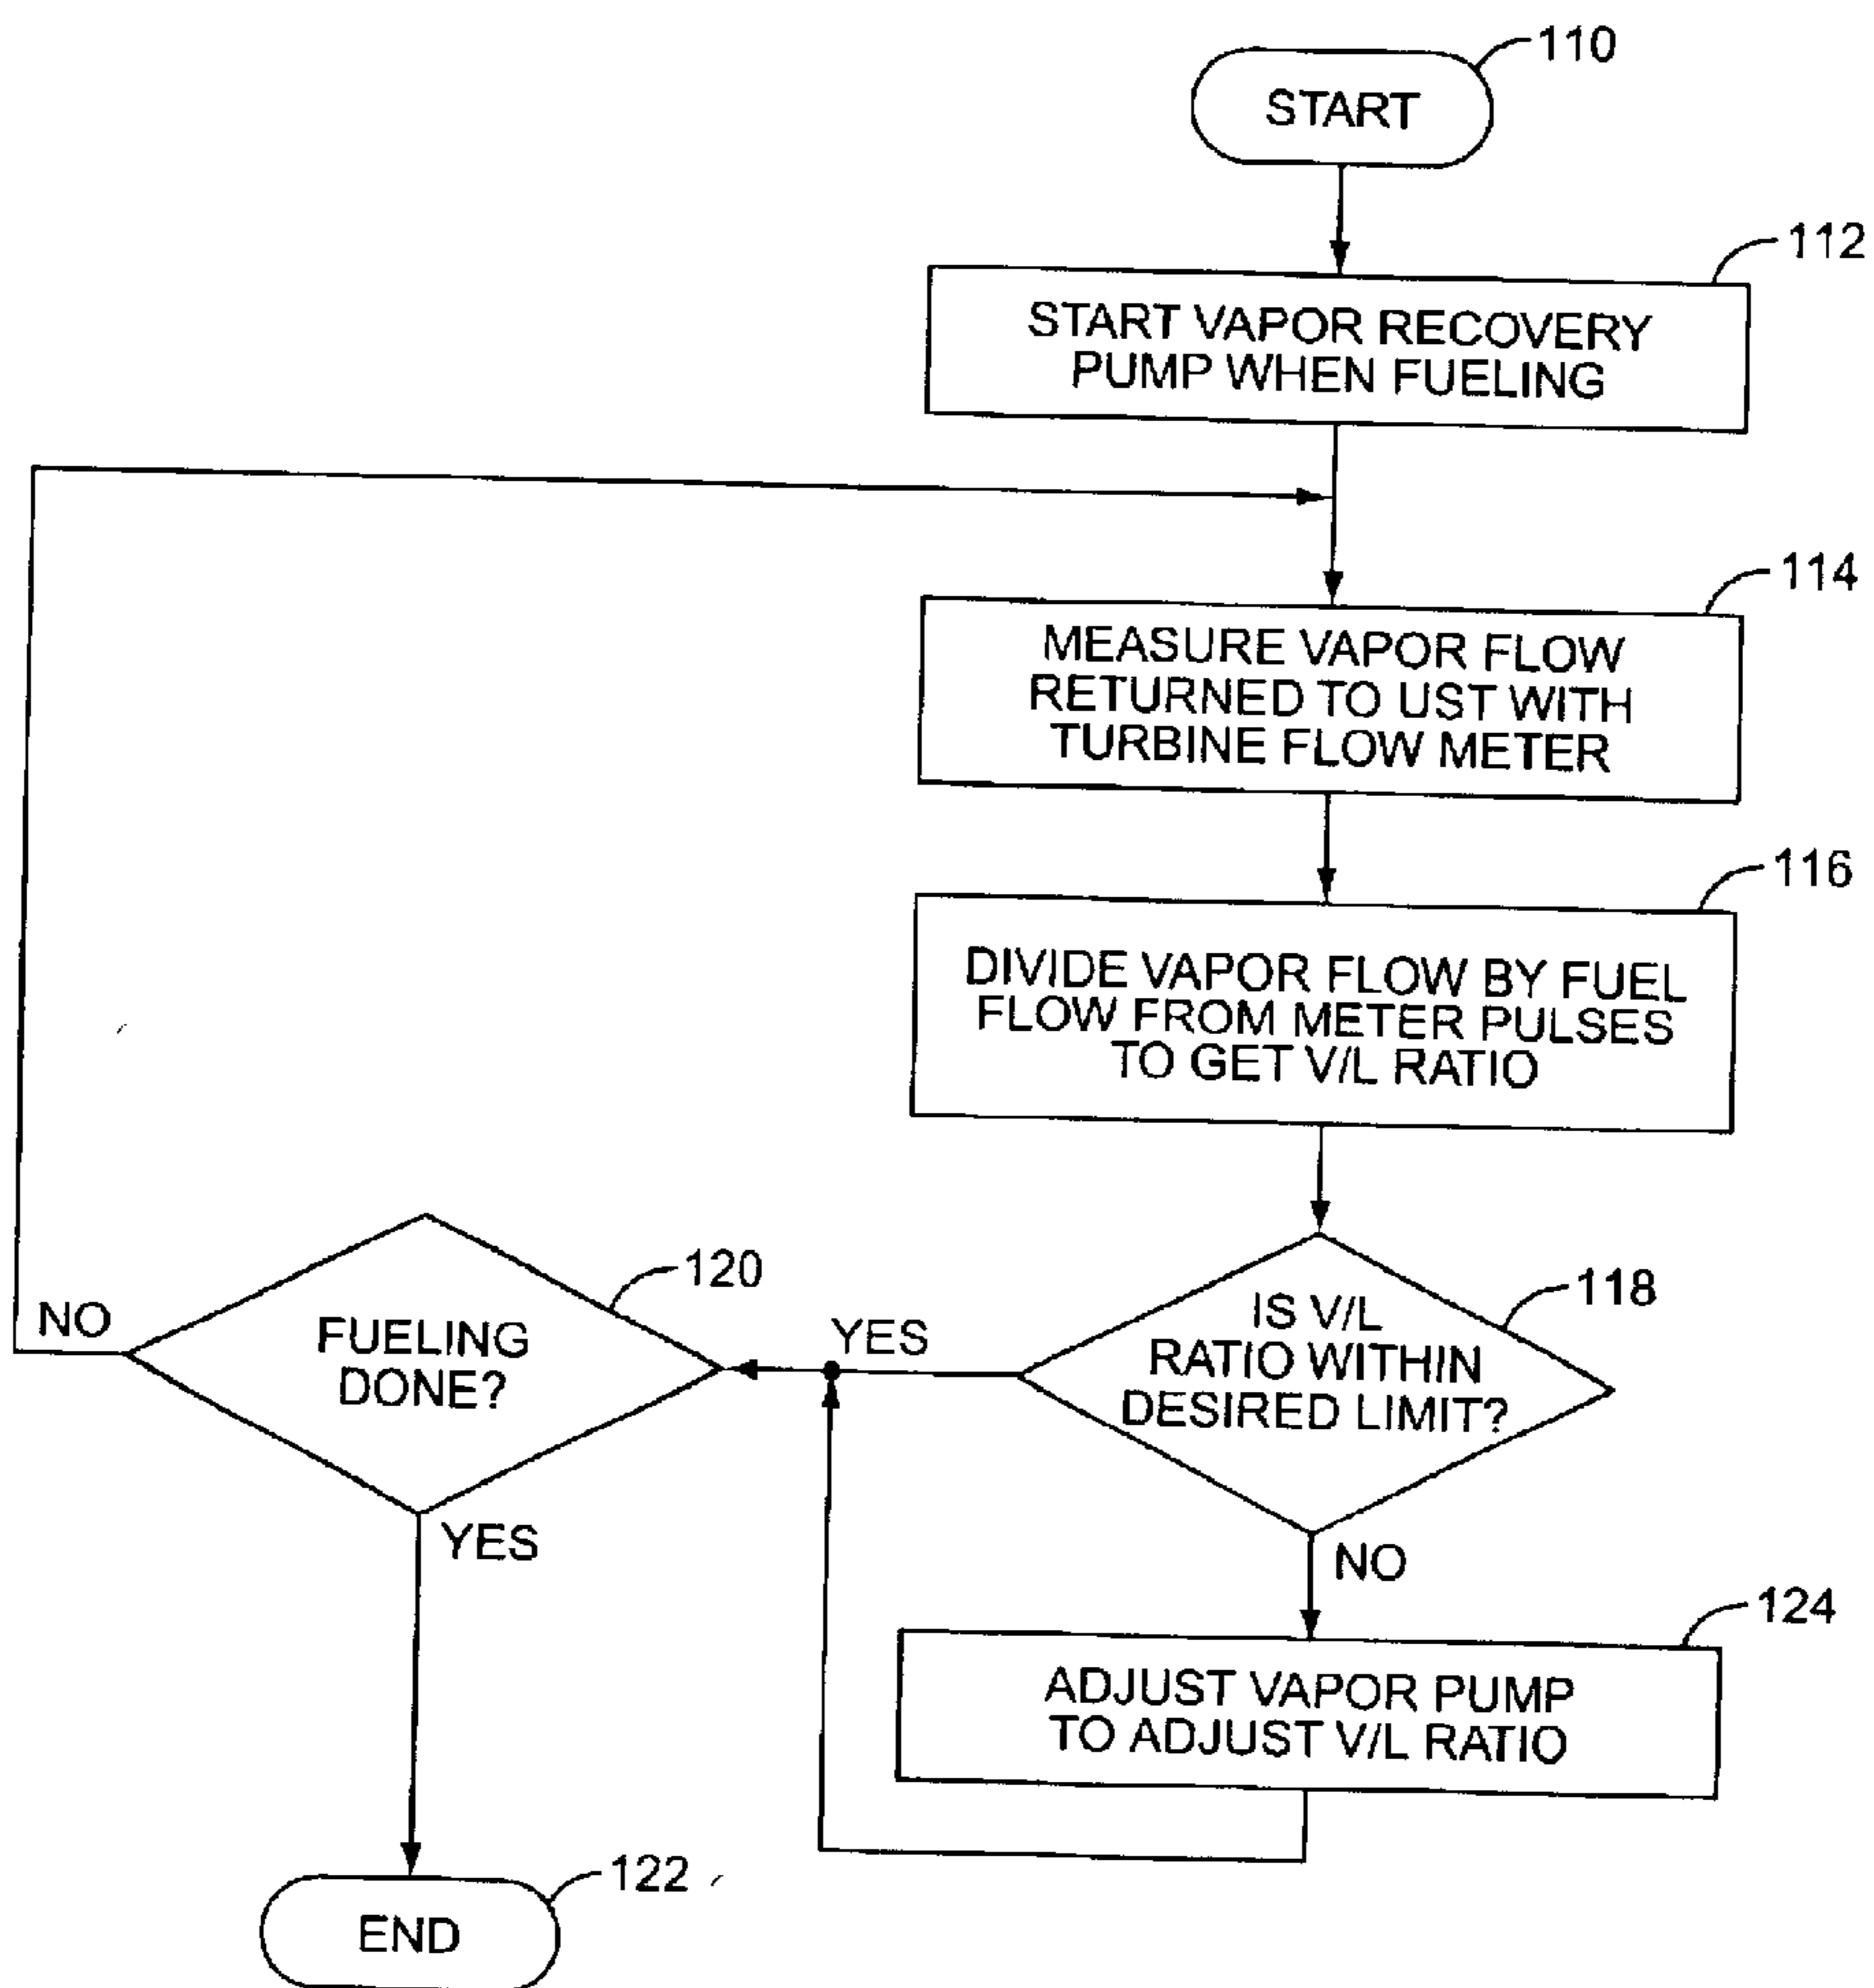 110
START
112
START VAPOR RECOVERY
PUMP WHEN FUELING
114
MEASURE VAPOR FLOW
RETURNED TO UST WITH
TURBINE FLOW METER
116
DIVIDE VAPOR FLOW BY FUEL
FLOW FROM METER PULSES
TO GET V/L RATIO
118
IS V/L
RATIO WITHIN
DESIRED LIMIT?
YES
NO
120
FUELING
DONE?
NO
YES
124
ADJUST VAPOR PUMP
TO ADJUST V/L RATIO
122
END